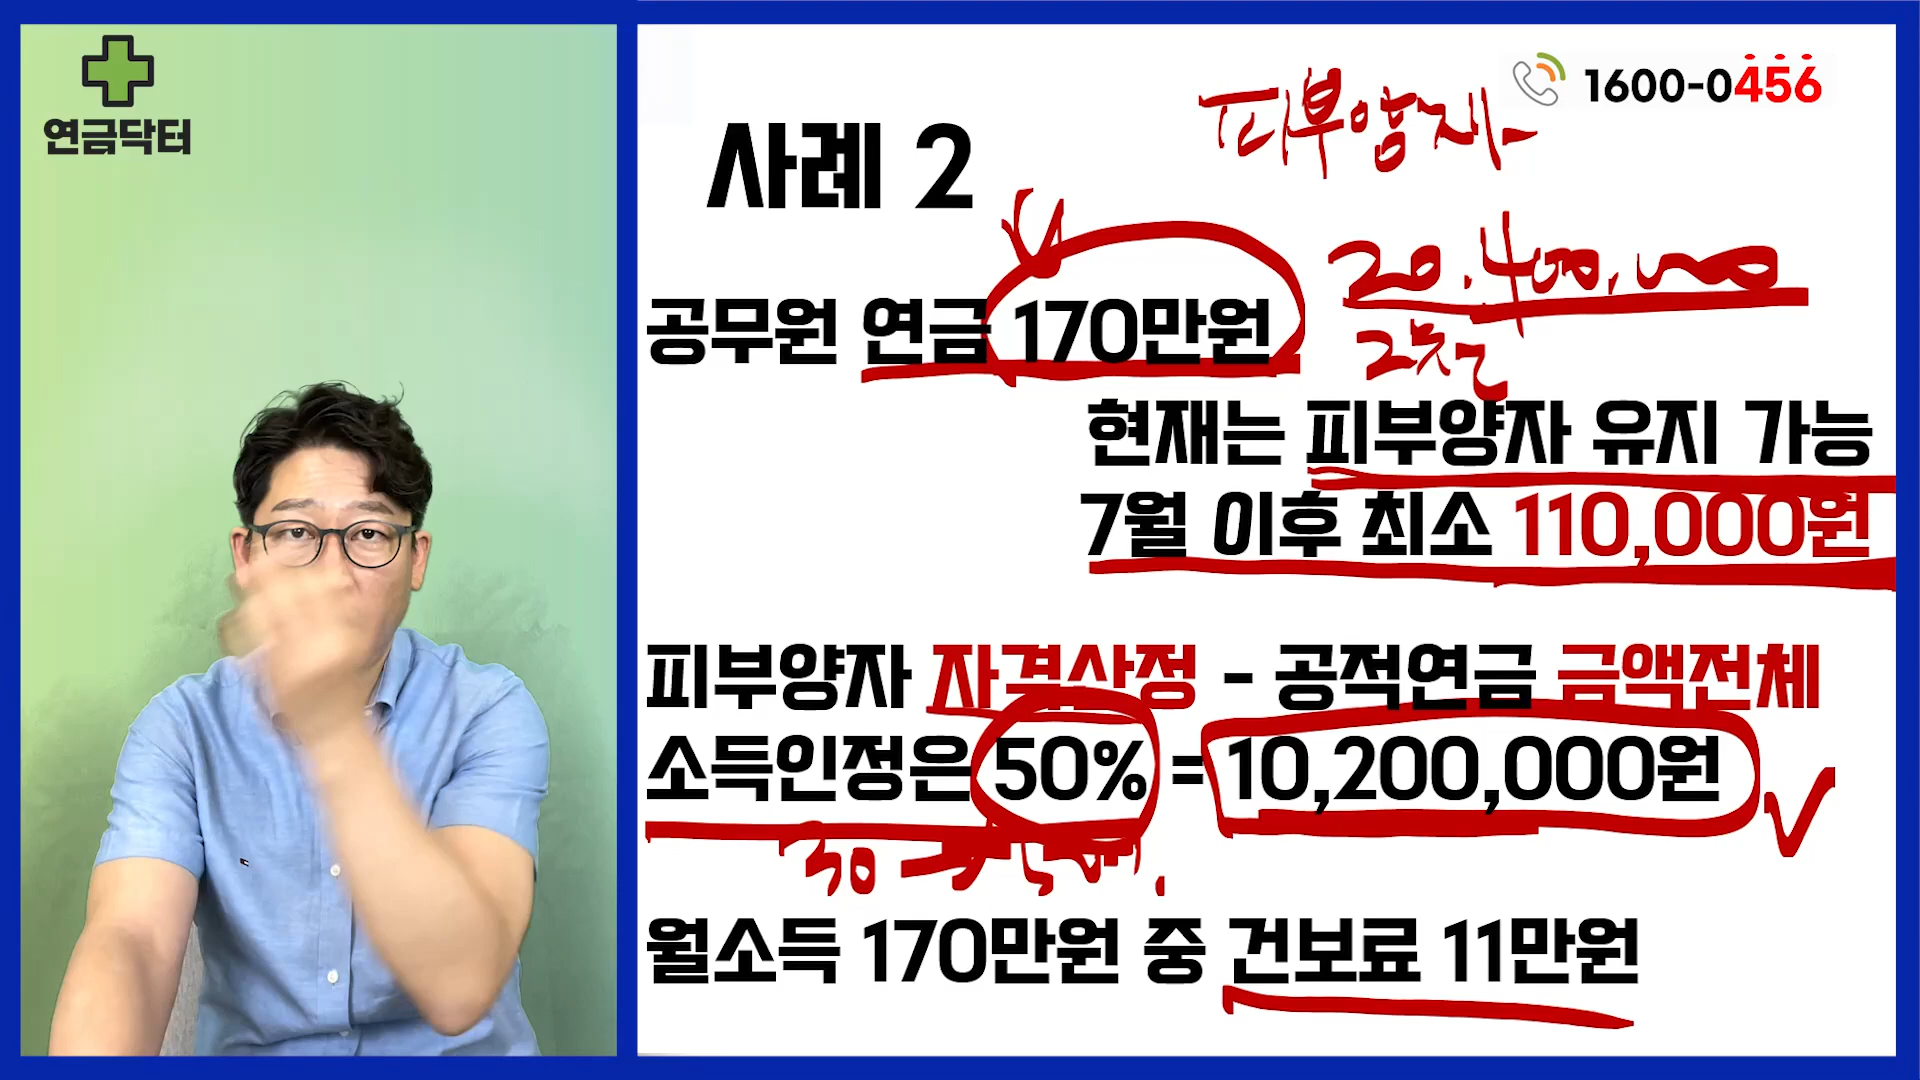 연금닥터
1600-0456
피부양자
사례 2
20,400,000
공무원 연금 170만원
현재는 피부양자 유지 가능
7월 이후 최소 110,000원
피부양자 자격산정 - 공적연금 금액전체
소득인정은 50% = 10,200,000원
30 → 50%.
월소득 170만원 중 건보료 11만원